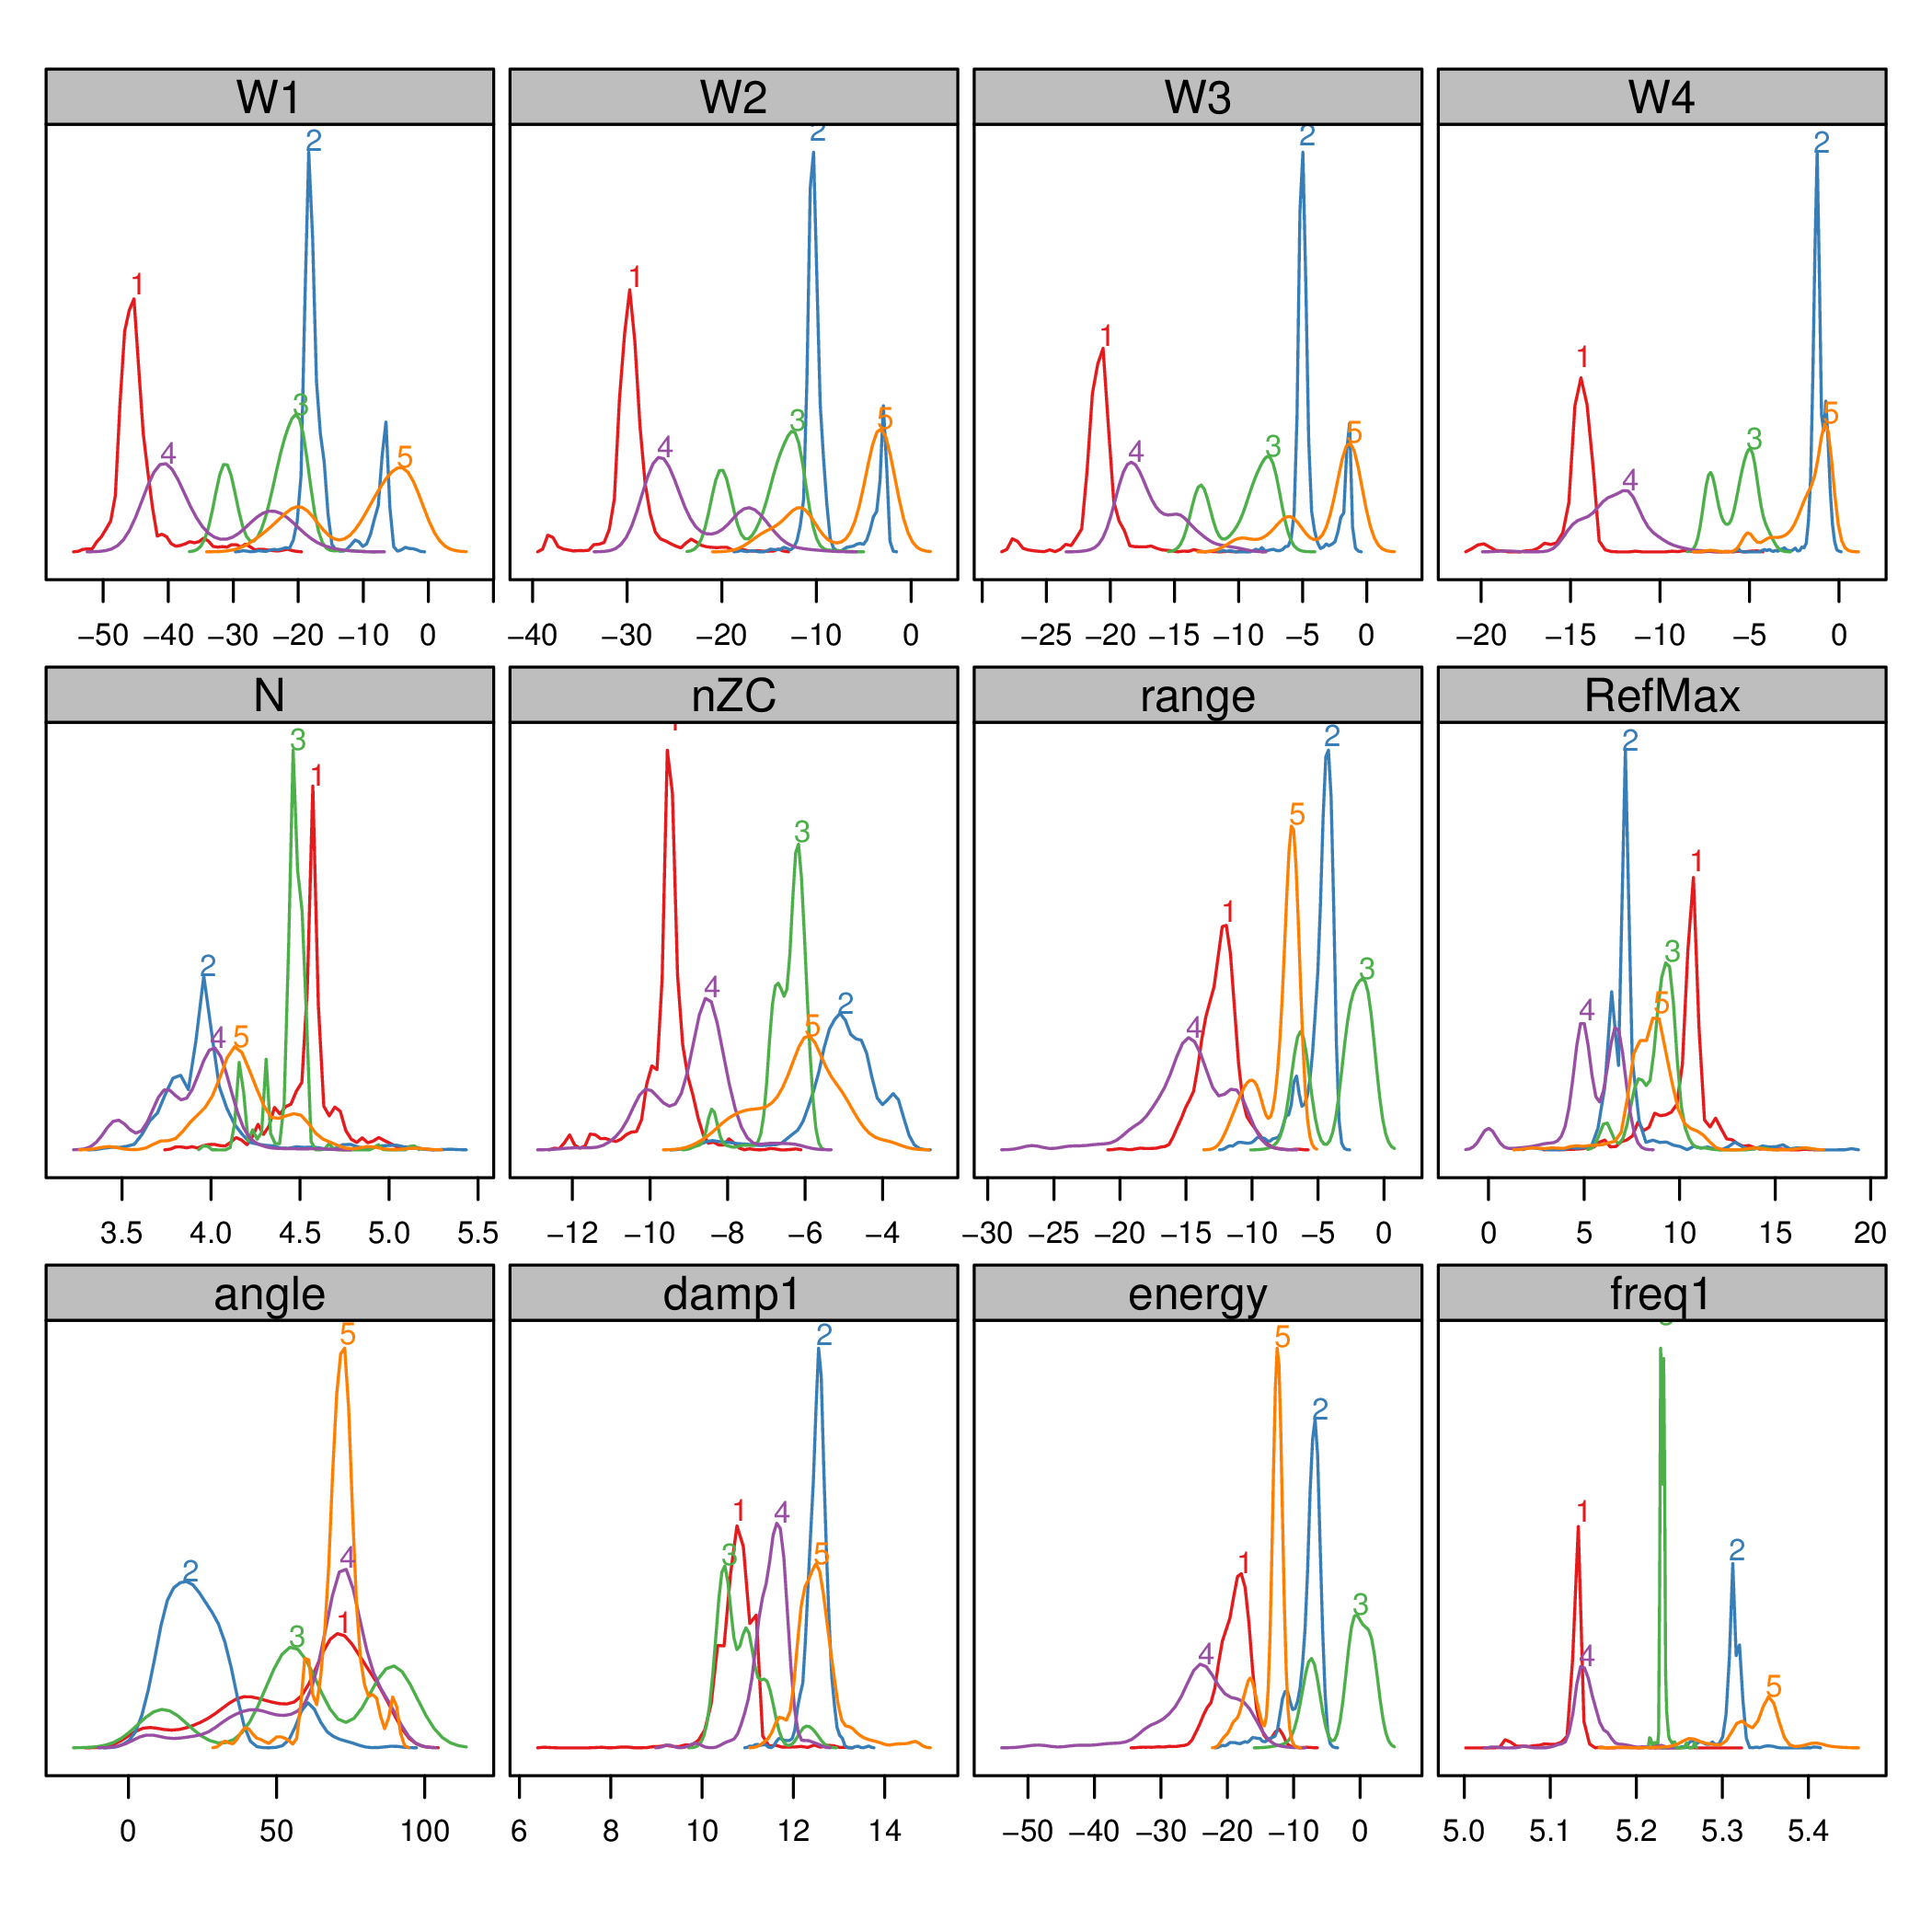 W1 W2 W3 W4
2 2 2 2
1 1 1 1
3 4 5 4 3 5 4 3 5 4 3 5
−50 −40 −30 −20 −10 0 −40 −30 −20 −10 0 −25 −20 −15 −10 −5 0 −20 −15 −10 −5 0
N nZC range RefMax
3 1 2 4 5 1 3 4 2 5 2 5 1 3 4 2 1 3 4 5
3.5 4.0 4.5 5.0 5.5 −12 −10 −8 −6 −4 −30 −25 −20 −15 −10 −5 0 0 5 10 15 20
angle damp1 energy freq1
5 2 4 1 3 2 1 4 3 5 5 2 1 3 4 1 2 4 5
0 50 100 6 8 10 12 14 −50 −40 −30 −20 −10 0 5.0 5.1 5.2 5.3 5.4